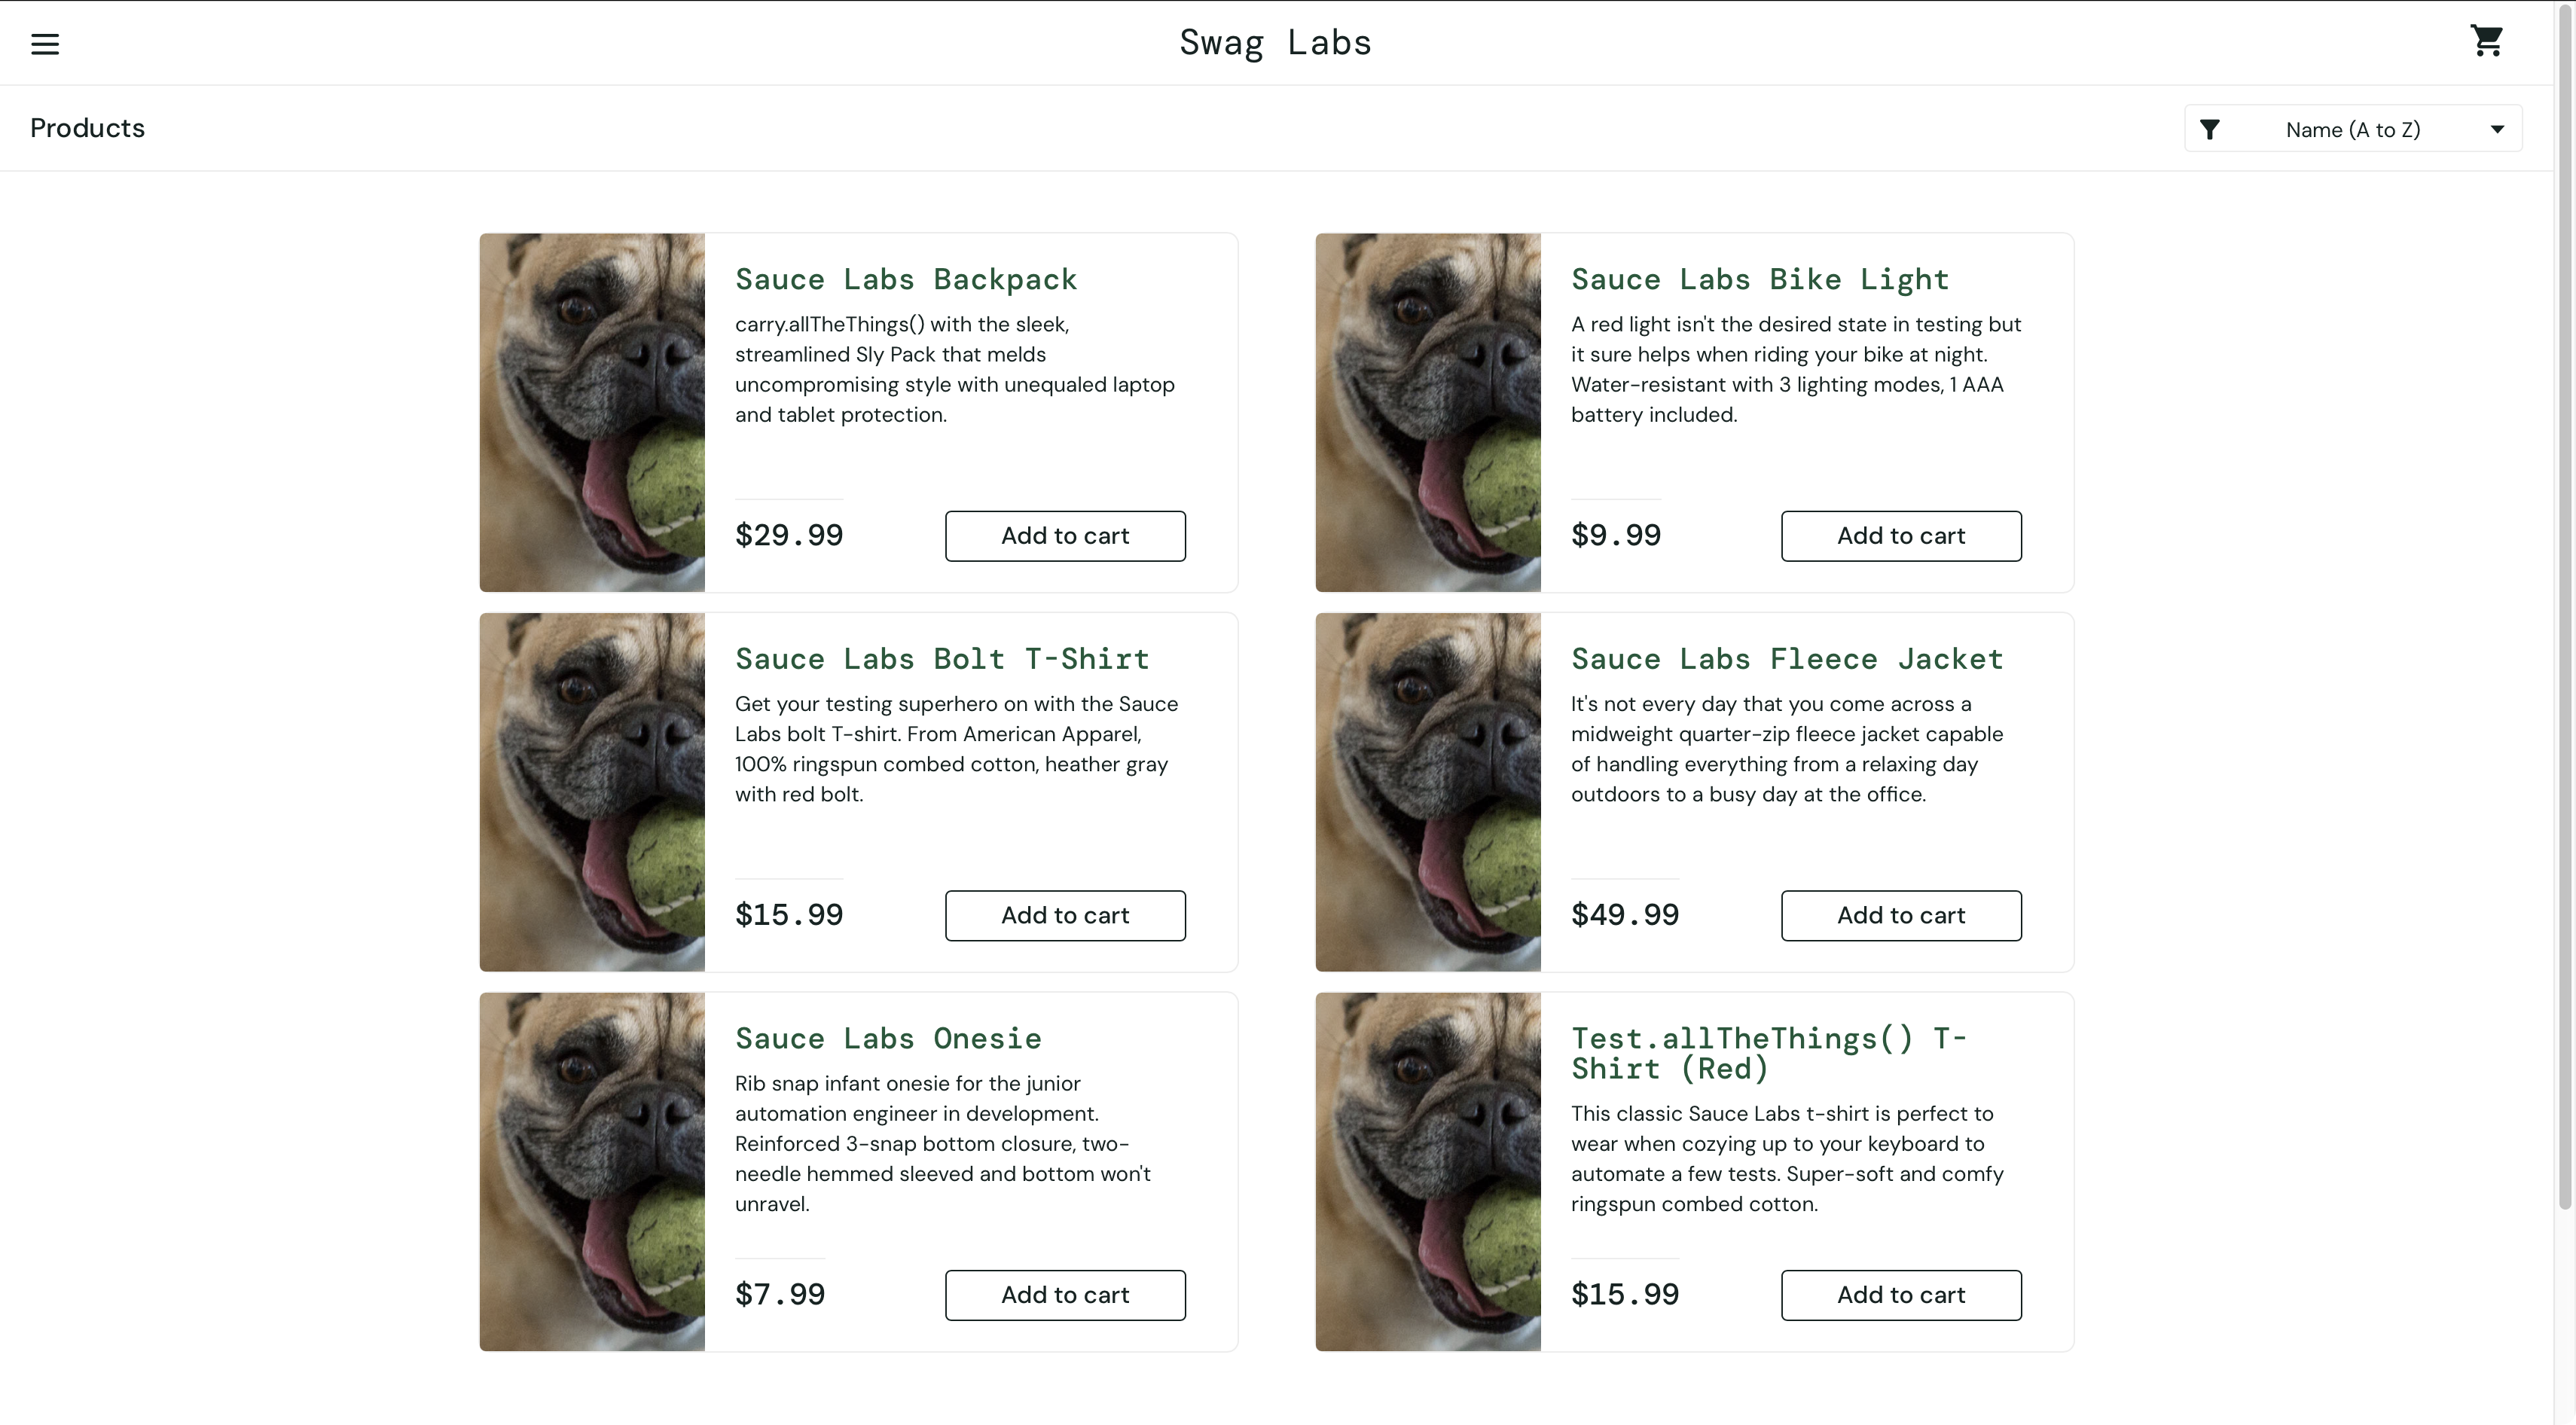 Swag Labs
Products
Name (A to Z)
Sauce Labs Backpack
carry.allTheThings() with the sleek,
streamlined Sly Pack that melds
uncompromising style with unequaled laptop
and tablet protection.
$29.99
Add to cart
Sauce Labs Bike Light
A red light isn't the desired state in testing but
it sure helps when riding your bike at night.
Water-resistant with 3 lighting modes, 1 AAA
battery included.
$9.99
Add to cart
Sauce Labs Bolt T-Shirt
Get your testing superhero on with the Sauce
Labs bolt T-shirt. From American Apparel,
100% ringspun combed cotton, heather gray
with red bolt.
$15.99
Add to cart
Sauce Labs Fleece Jacket
It's not every day that you come across a
midweight quarter-zip fleece jacket capable
of handling everything from a relaxing day
outdoors to a busy day at the office.
$49.99
Add to cart
Sauce Labs Onesie
Rib snap infant onesie for the junior
automation engineer in development.
Reinforced 3-snap bottom closure, two-
needle hemmed sleeved and bottom won't
unravel.
$7.99
Add to cart
Test.allTheThings() T-
Shirt (Red)
This classic Sauce Labs t-shirt is perfect to
wear when cozying up to your keyboard to
automate a few tests. Super-soft and comfy
ringspun combed cotton.
$15.99
Add to cart